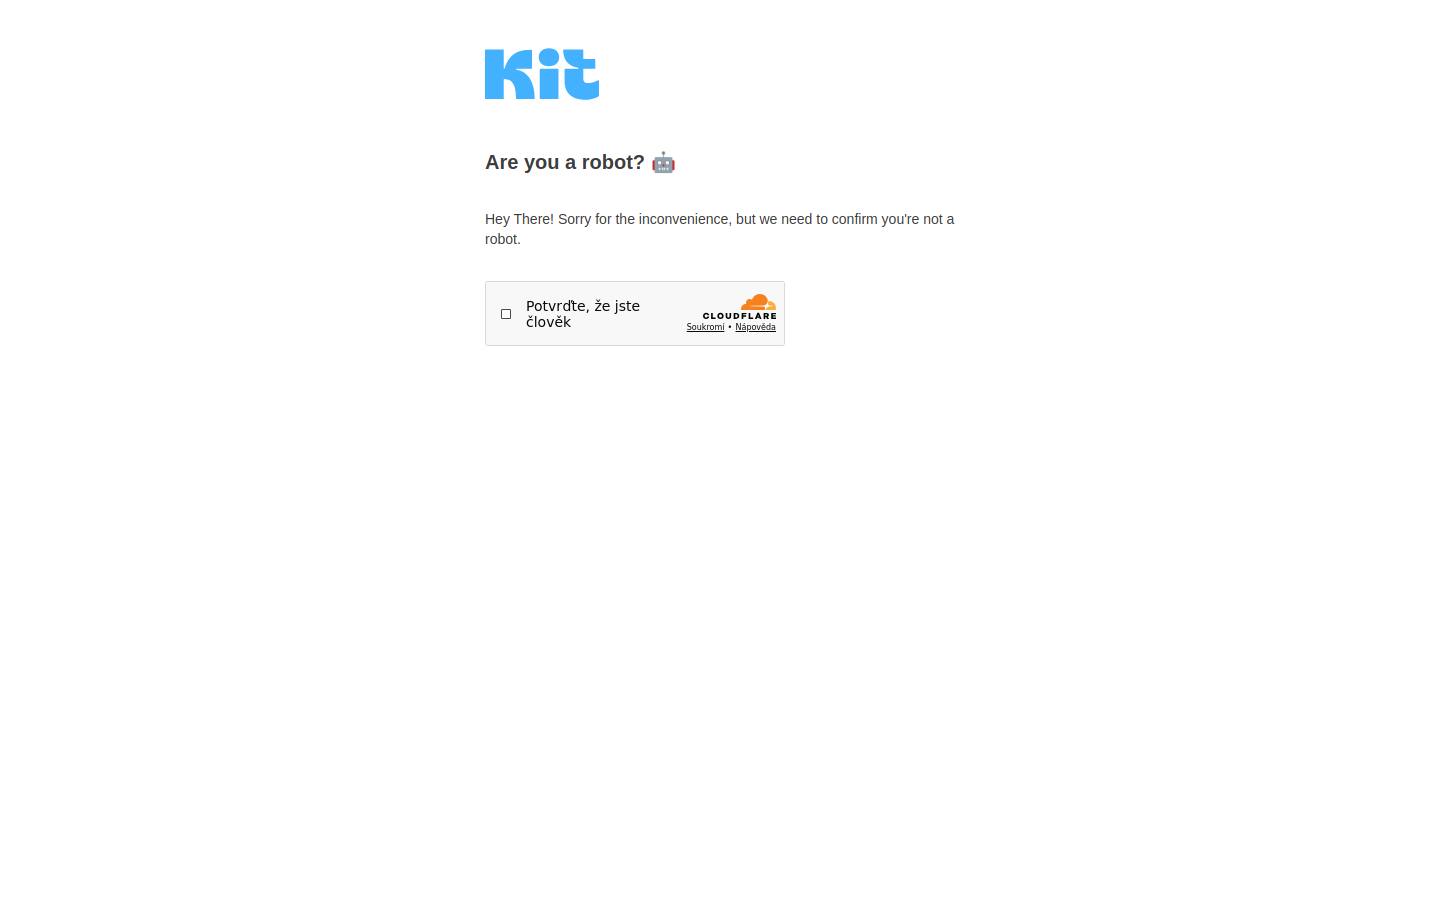 Kit
Are you a robot? 🤖
Hey There! Sorry for the inconvenience, but we need to confirm you're not a
robot.
Potvrďte, že jste
člověk
CLOUDFLARE
Soukromí • Nápověda